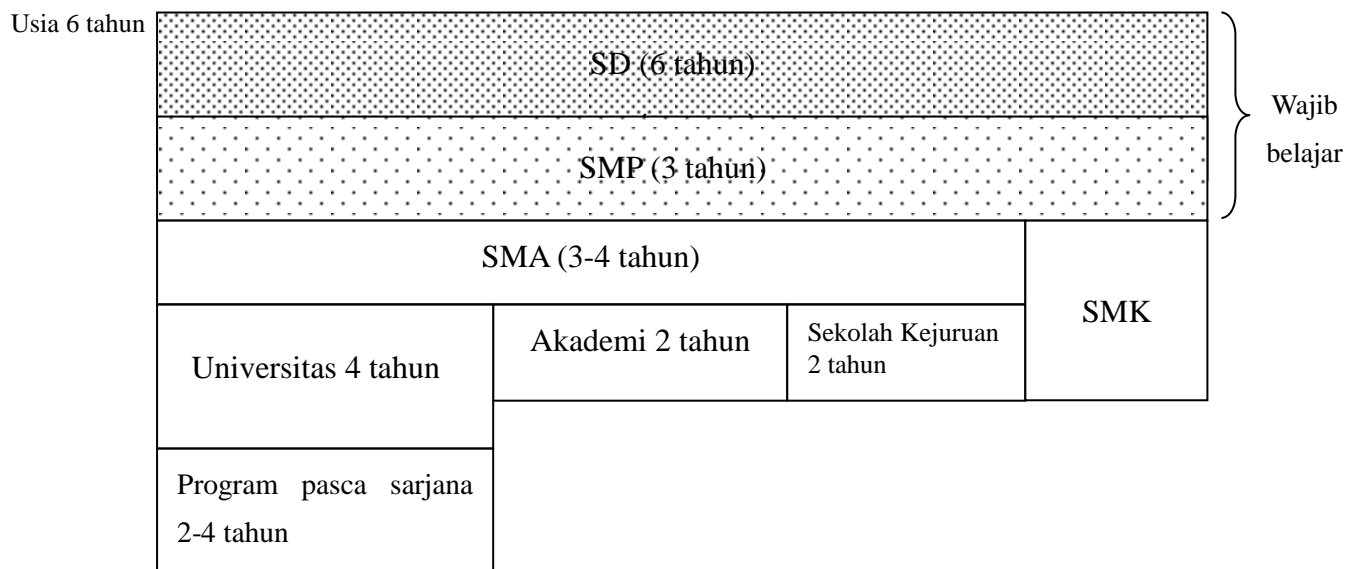 Usia 6 tahun
SD (6 tahun)
Wajib
belajar
SMP (3 tahun)
SMA (3-4 tahun)
SMK
Universitas 4 tahun
Akademi 2 tahun
Sekolah Kejuruan
2 tahun
Program pasca sarjana
2-4 tahun